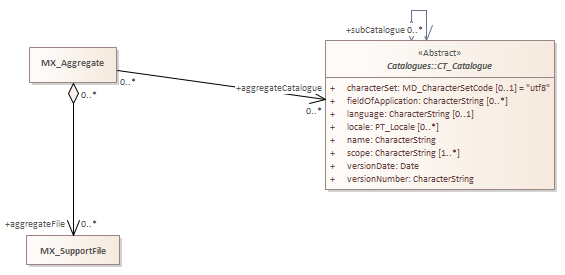 +subCatalogue 0..*
«Abstract»
Catalogues::CT_Catalogue
+ characterSet: MD_CharacterSetCode [0..1] = "utf8"
+ fieldOfApplication: CharacterString [0..*]
+ language: CharacterString [0..1]
+ locale: PT_Locale [0..*]
+ name: CharacterString
+ scope: CharacterString [1..*]
+ versionDate: Date
+ versionNumber: CharacterString
MX_Aggregate
0..*
+aggregateCatalogue
0..*
0..*
+aggregateFile 0..*
MX_SupportFile